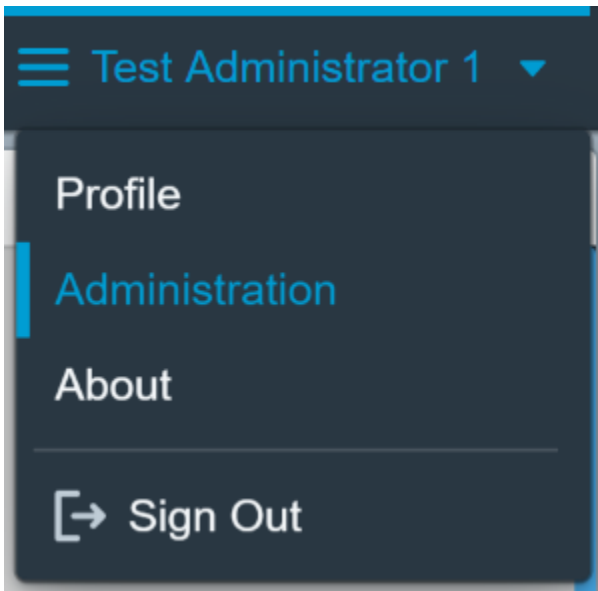 Test Administrator 1
Profile
Administration
About
Sign Out